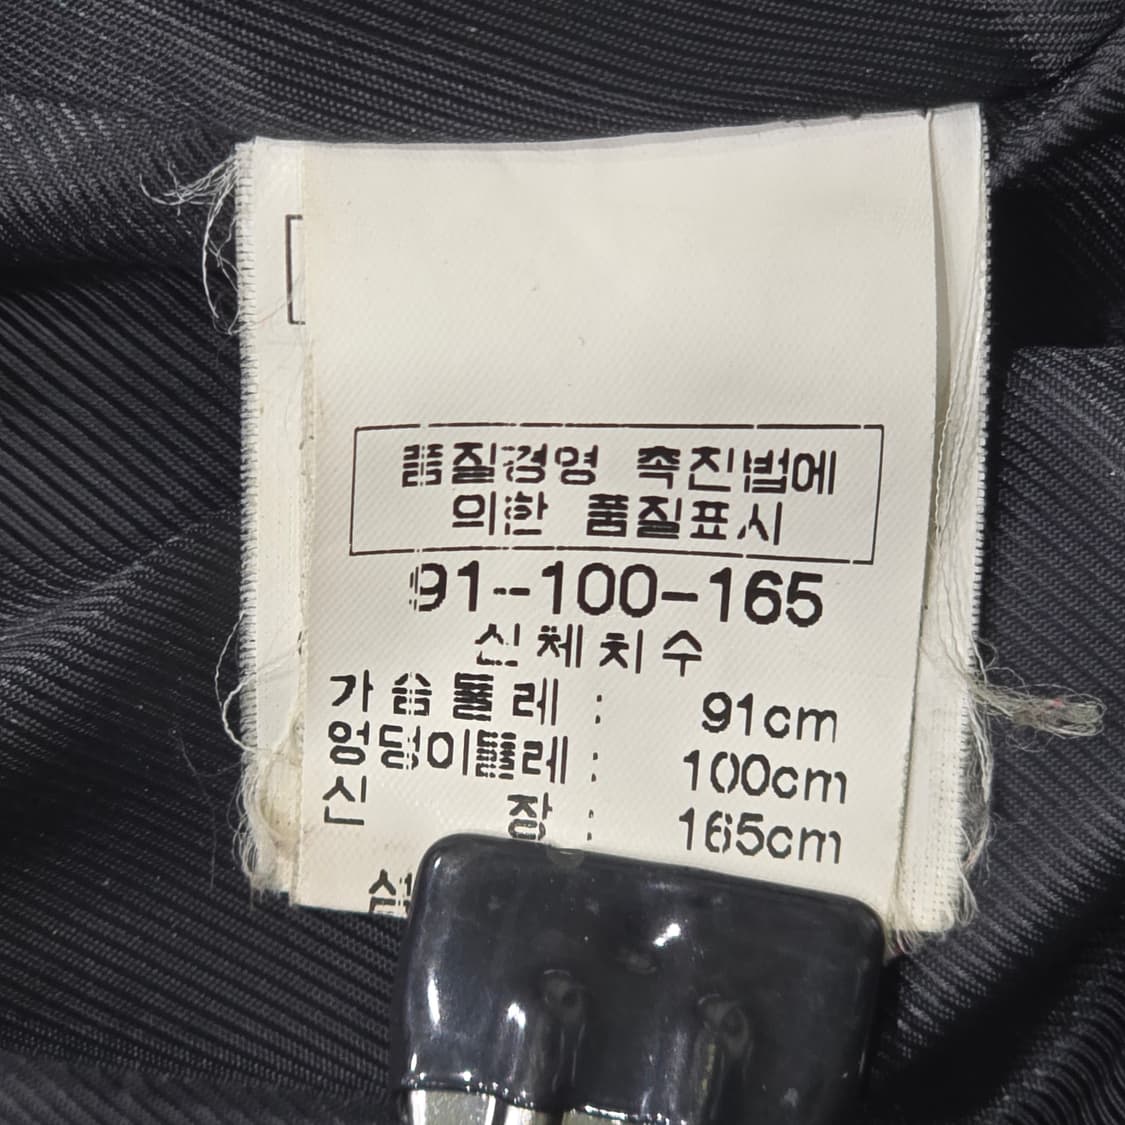 품질경영 촉진법에
의한 품질표시
91-100-165
신체치수
가슴둘레 : 91cm
엉덩이둘레 : 100cm
신 장 : 165cm